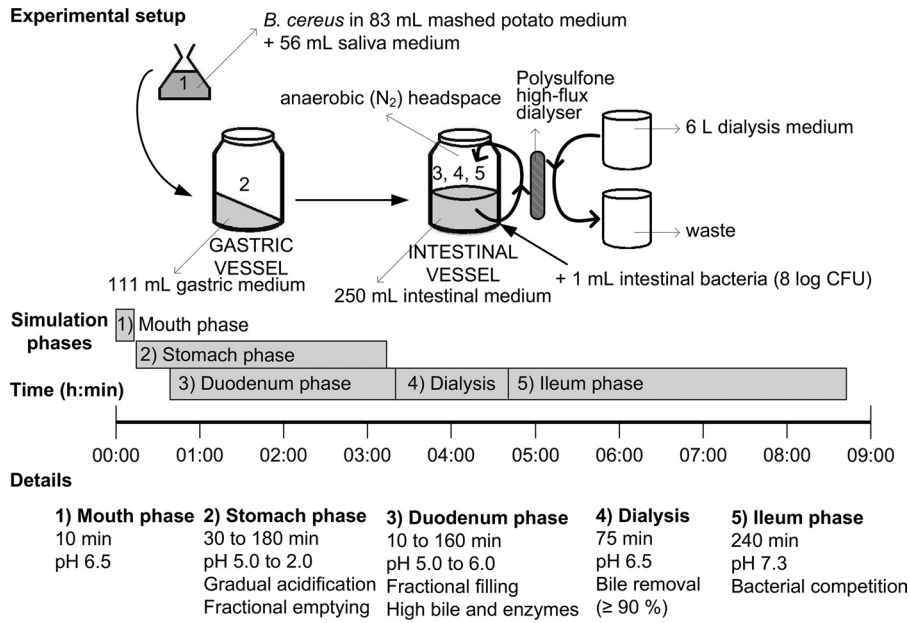 Experimental setup
B. cereus in 83 mL mashed potato medium
+ 56 mL saliva medium
1
anaerobic (N2) headspace
Polysulfone
high-flux
dialyser
6 L dialysis medium
2
3, 4, 5
waste
GASTRIC
VESSEL
INTESTINAL
VESSEL
+ 1 mL intestinal bacteria (8 log CFU)
111 mL gastric medium
250 mL intestinal medium
Simulation
phases
1) Mouth phase
2) Stomach phase
3) Duodenum phase
4) Dialysis
5) Ileum phase
Time (h:min)
00:00 01:00 02:00 03:00 04:00 05:00 06:00 07:00 08:00 09:00
Details
1) Mouth phase
10 min
pH 6.5
2) Stomach phase
30 to 180 min
pH 5.0 to 2.0
Gradual acidification
Fractional emptying
3) Duodenum phase
10 to 160 min
pH 5.0 to 6.0
Fractional filling
High bile and enzymes
4) Dialysis
75 min
pH 6.5
Bile removal
(≥ 90 %)
5) Ileum phase
240 min
pH 7.3
Bacterial competition